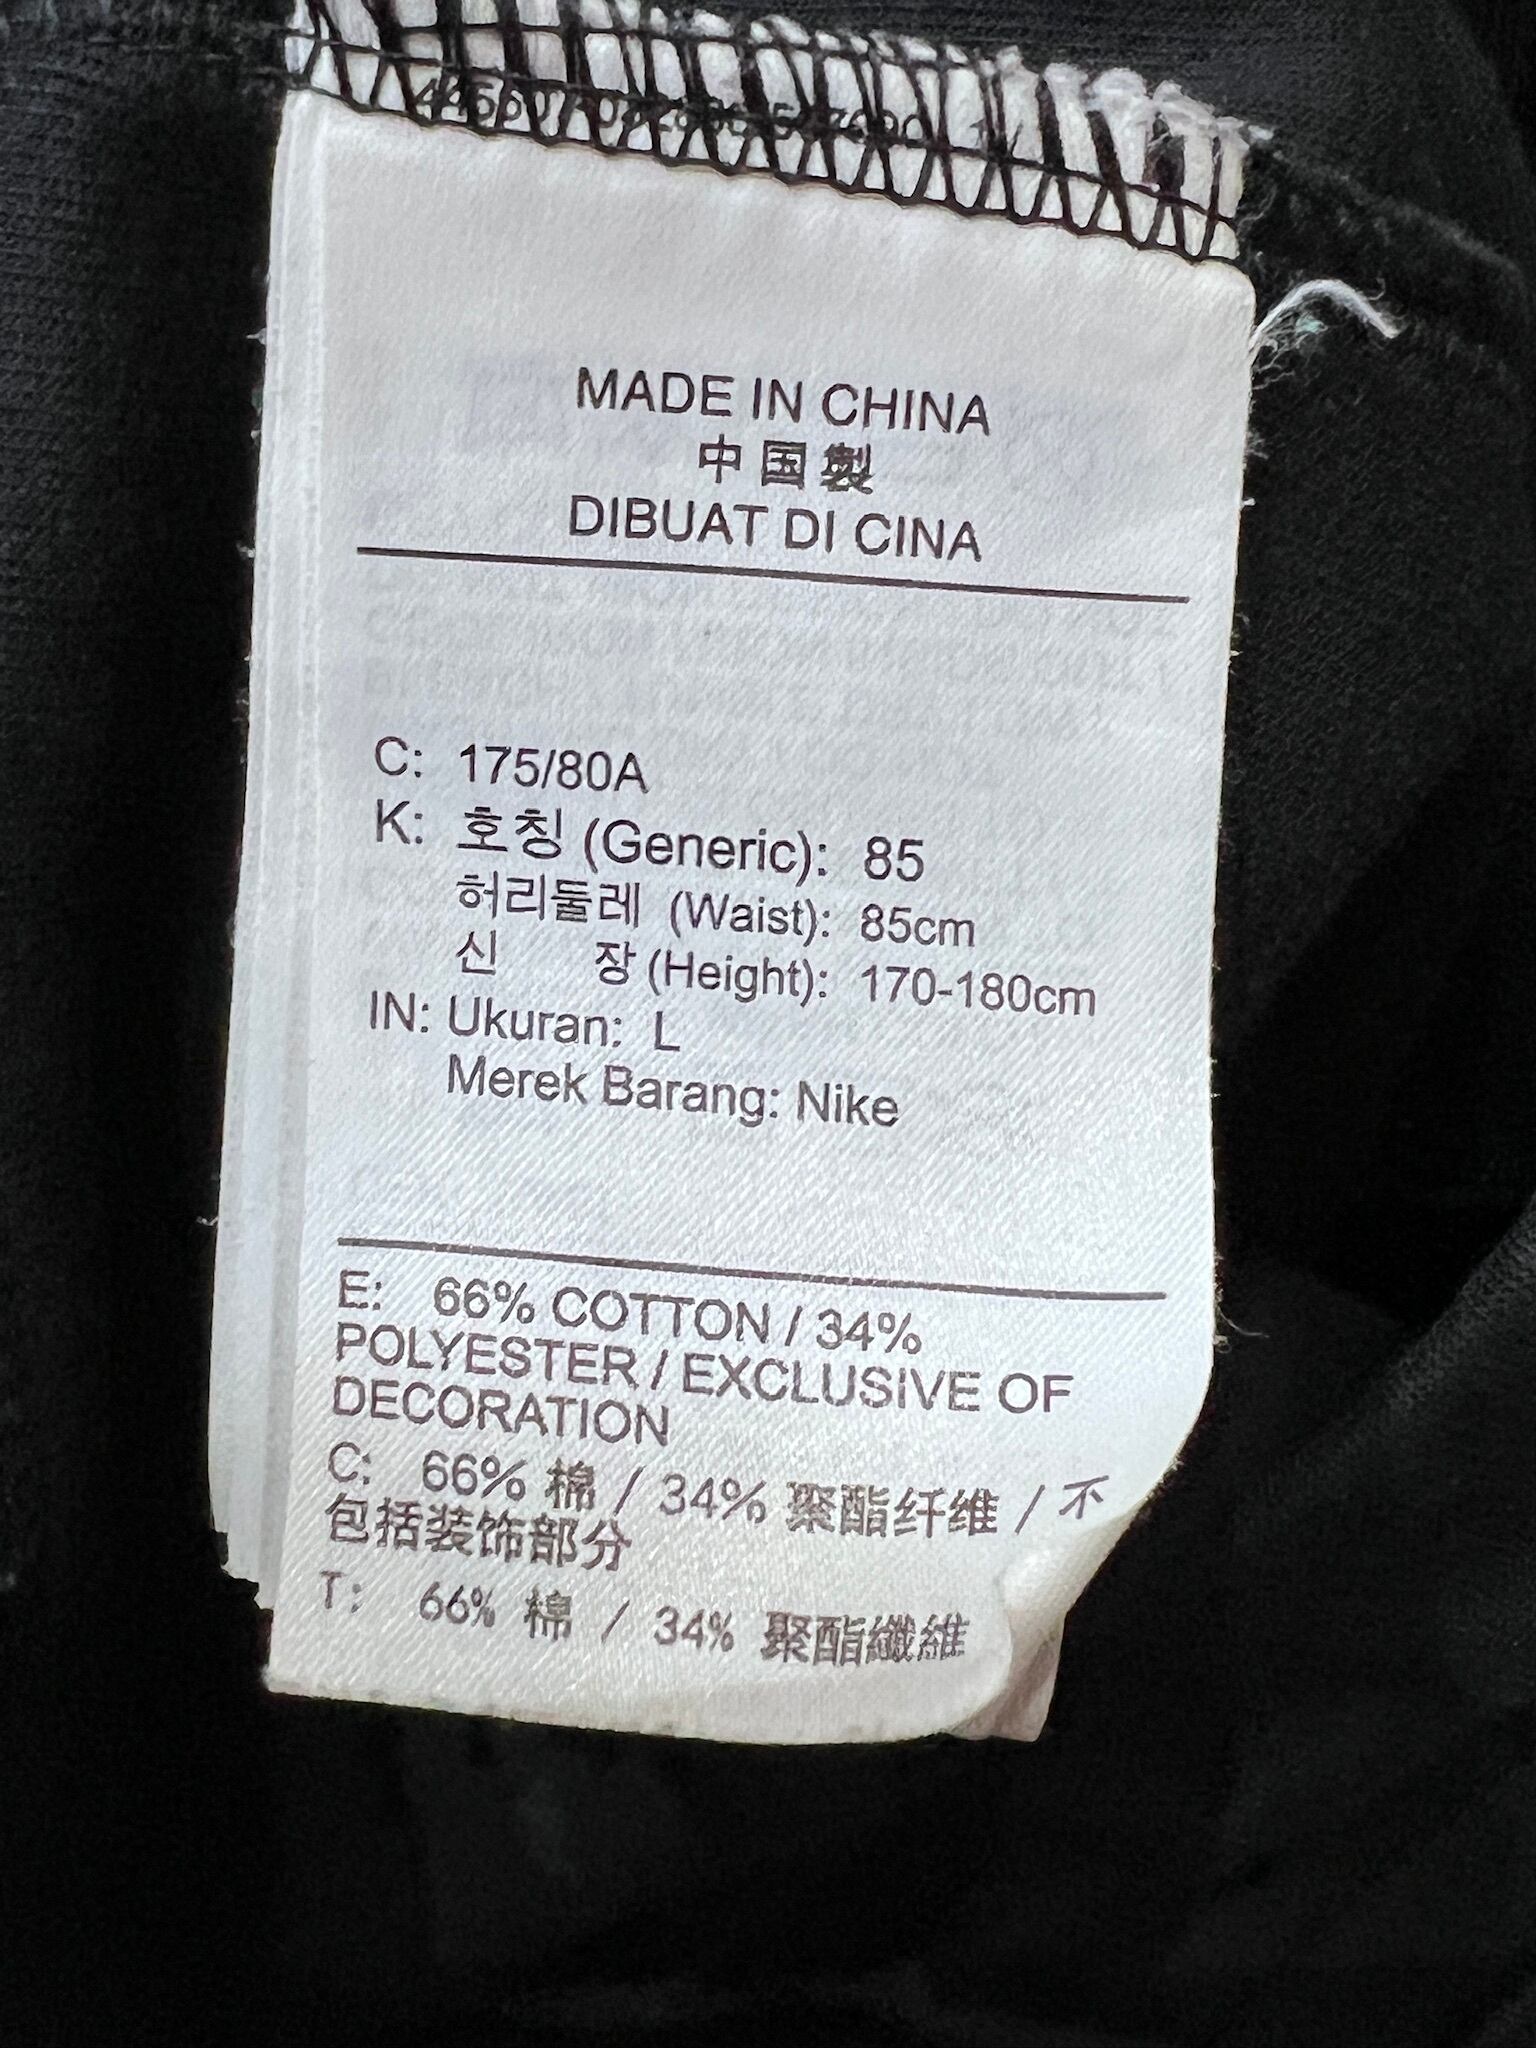 MADE IN CHINA
中国製
DIBUAT DI CINA
C: 175/80A
K: 호칭 (Generic): 85
허리둘레 (Waist): 85cm
신 장 (Height): 170-180cm
IN: Ukuran: L
Merek Barang: Nike
E: 66% COTTON / 34%
POLYESTER / EXCLUSIVE OF
DECORATION
C: 66% 棉 / 34% 聚酯纤维 / 不
包括装饰部分
T: 66% 棉 / 34% 聚酯纖維